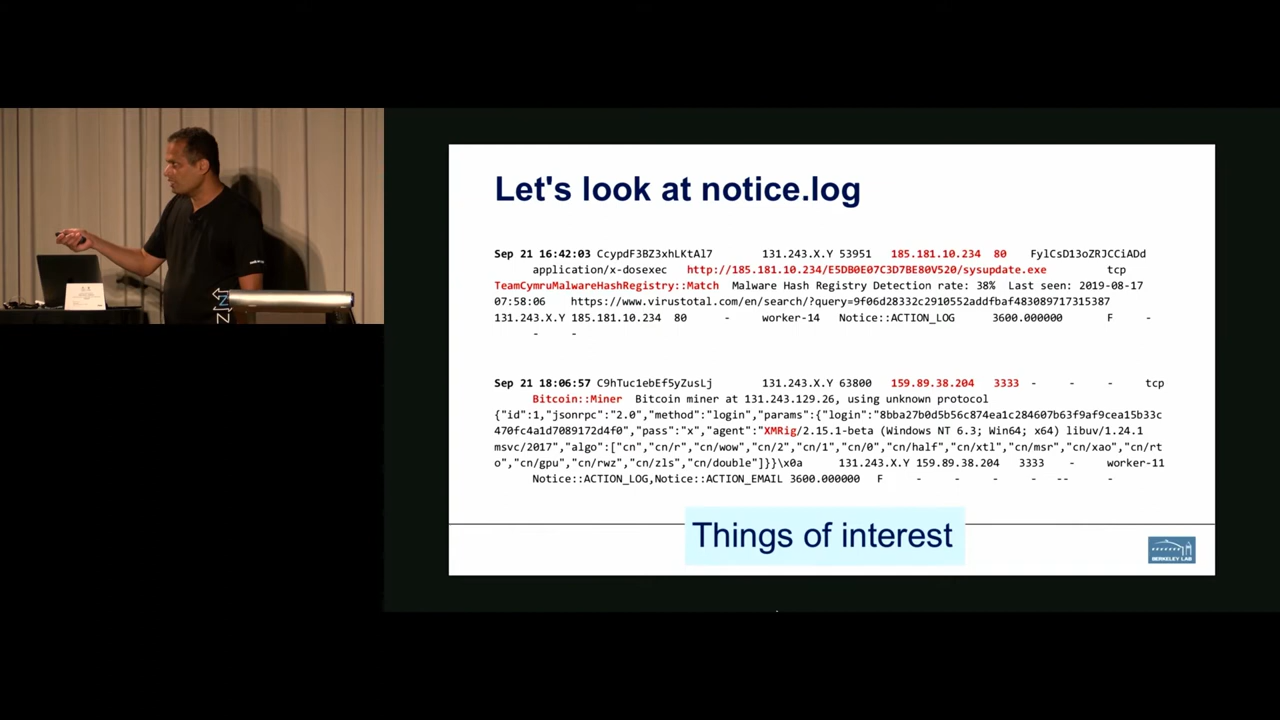 Let's look at notice.log
Sep 21 16:42:03 CcypdF3BZ3xhLKtAl7 131.243.X.Y 53951 185.181.10.234 80 FylCsD13oZRJCCiADd
application/x-dosexec http://185.181.10.234/E5DB0E07C3D7BE80V520/sysupdate.exe tcp
TeamCymruMalwareHashRegistry::Match Malware Hash Registry Detection rate: 38% Last seen: 2019-08-17
07:58:06 https://www.virustotal.com/en/search/?query=9f06d28332c2910552addfbaf483089717315387
131.243.X.Y 185.181.10.234 80 - worker-14 Notice::ACTION_LOG 3600.000000 F -
- -
Sep 21 18:06:57 C9hTuc1ebEf5yZusLj 131.243.X.Y 63800 159.89.38.204 3333 - - - tcp
Bitcoin::Miner Bitcoin miner at 131.243.129.26, using unknown protocol
{"id":1,"jsonrpc":"2.0","method":"login","params":{"login":"8bba27b0d5b56c874ea1c284607b63f9af9cea15b33c
470fc4a1d7089172d4f0","pass":"x","agent":"XMRig/2.15.1-beta (Windows NT 6.3; Win64; x64) libuv/1.24.1
msvc/2017","algo":["cn","cn/r","cn/wow","cn/2","cn/1","cn/0","cn/half","cn/xtl","cn/msr","cn/xao","cn/rt
o","cn/gpu","cn/rwz","cn/zls","cn/double"]}}\x0a 131.243.X.Y 159.89.38.204 3333 - worker-11
Notice::ACTION_LOG,Notice::ACTION_EMAIL 3600.000000 F - - - - -- -
Things of interest
BERKELEY LAB